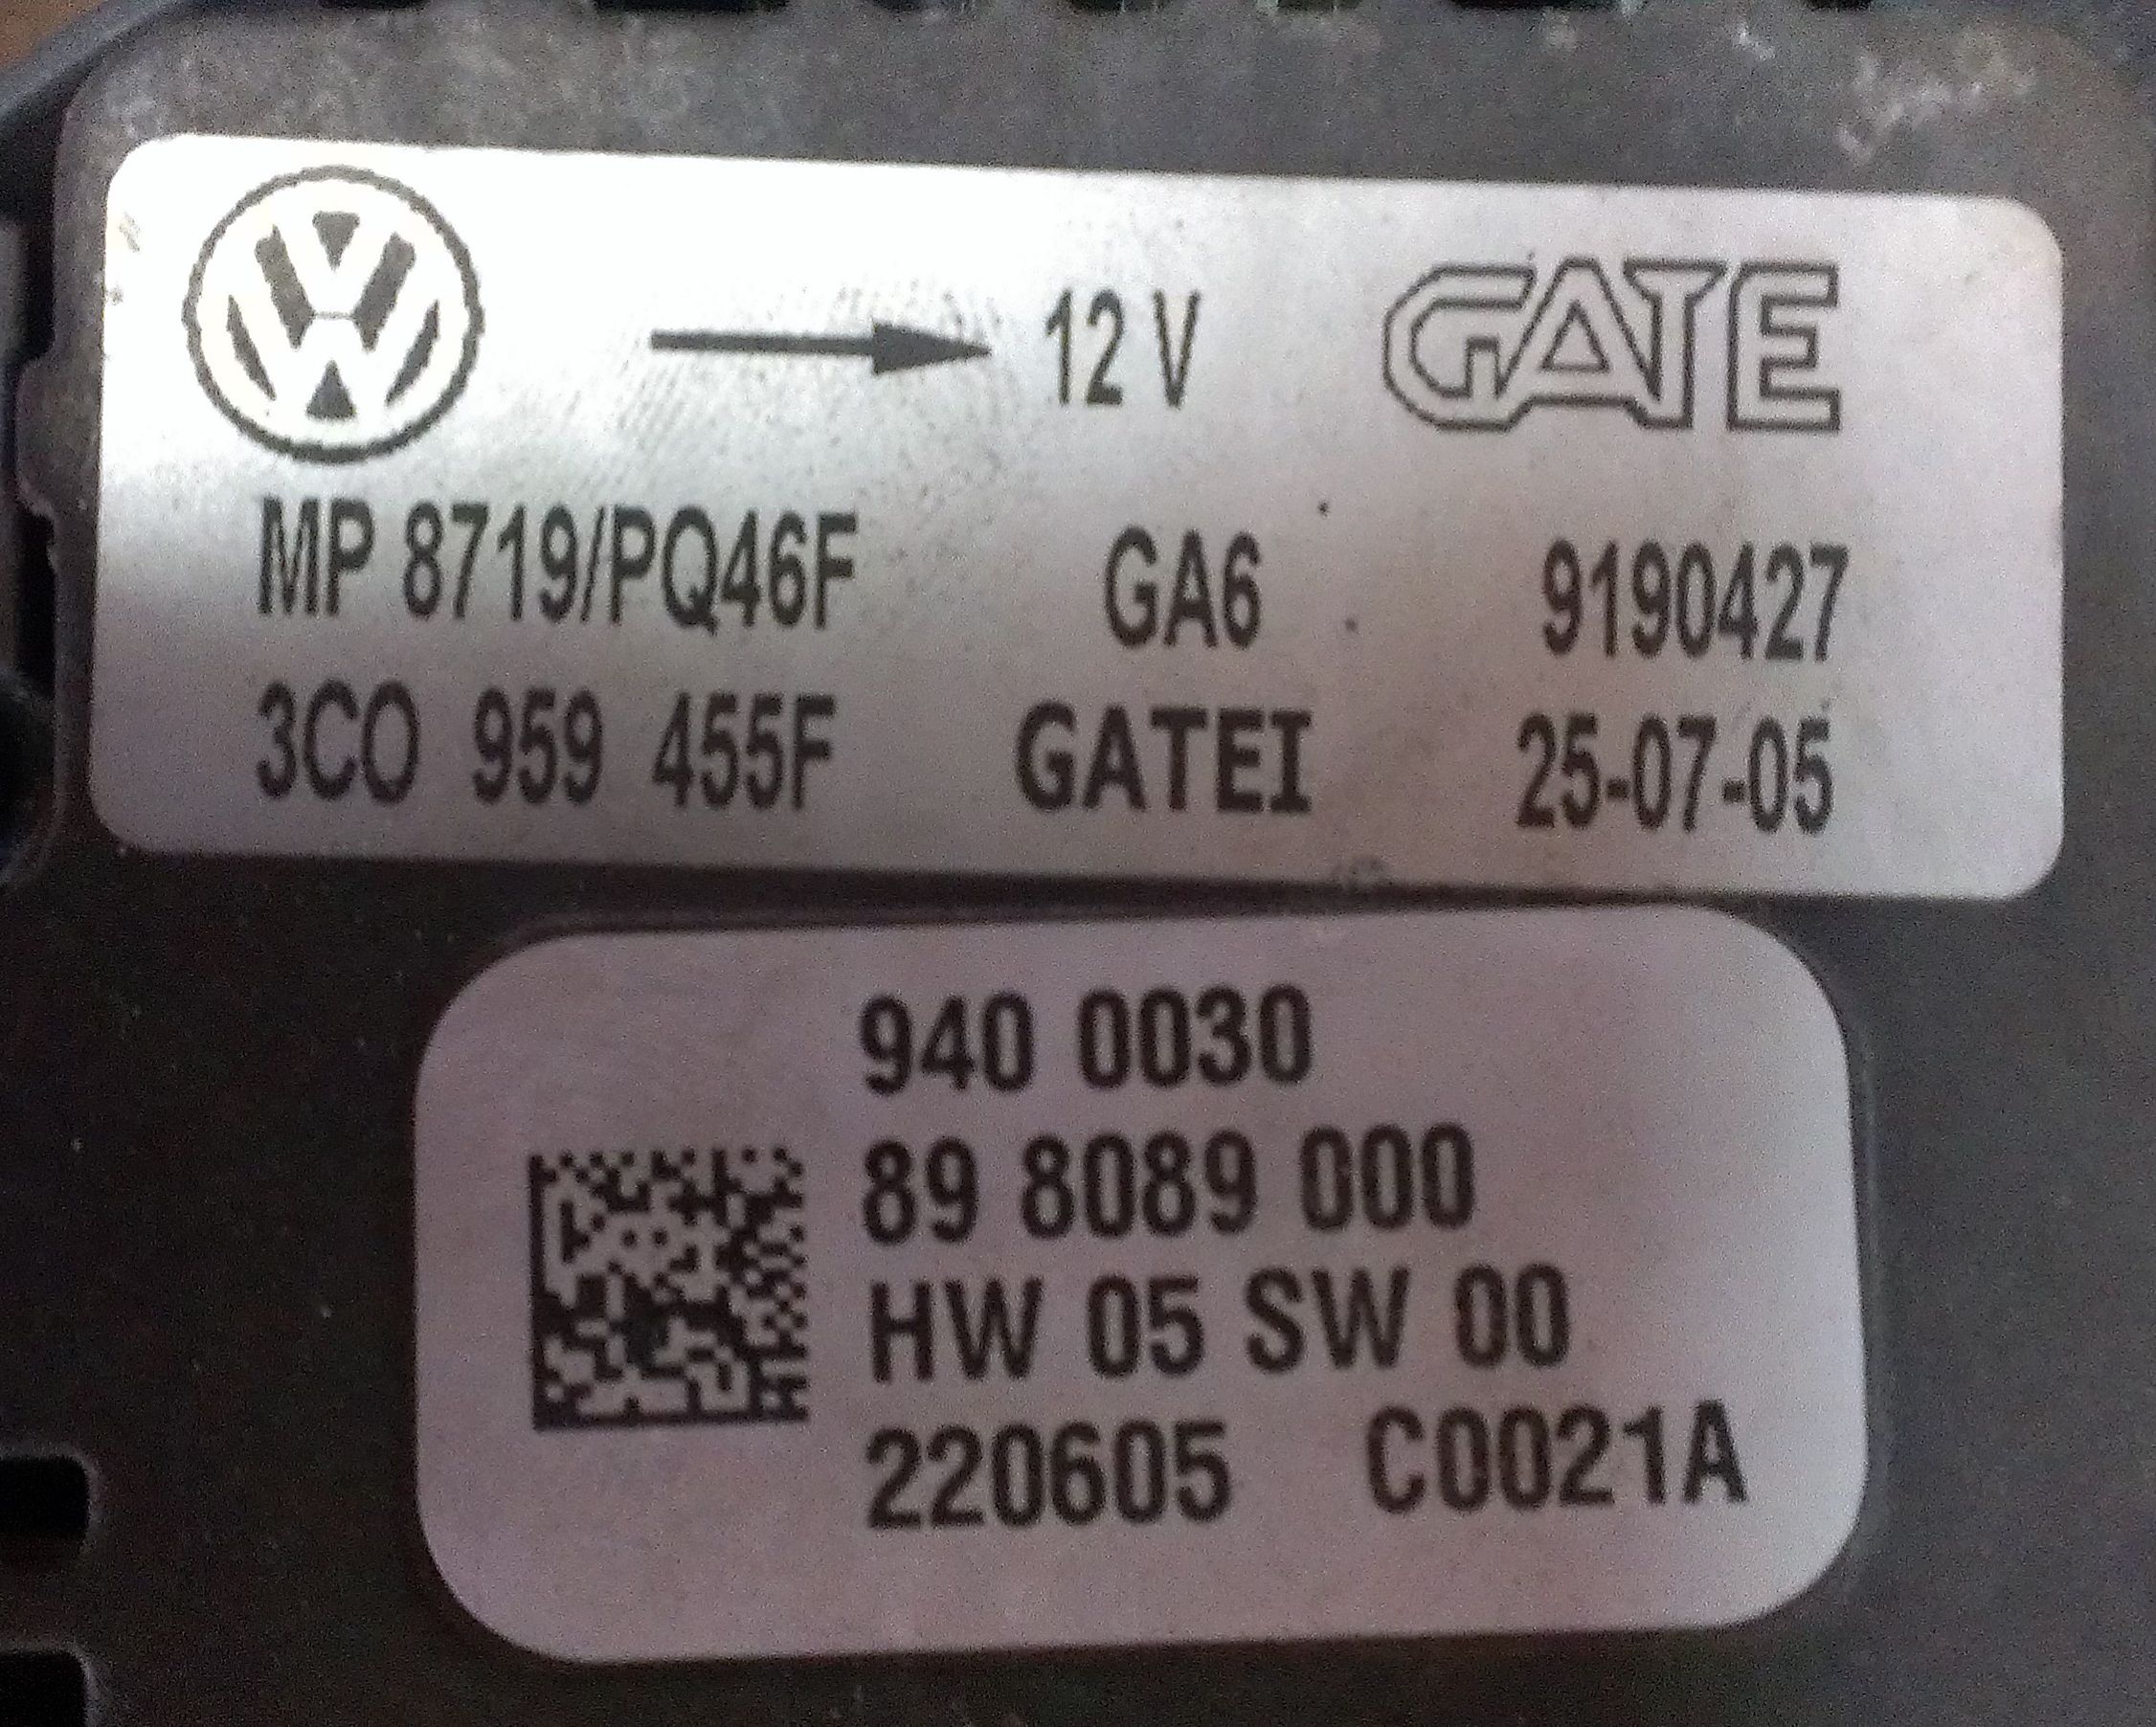 12 V GATE
MP 8719/PQ46F GA6 9190427
3CO 959 455F GATEI 25-07-05
940 0030
89 8089 000
HW 05 SW 00
220605 C0021A